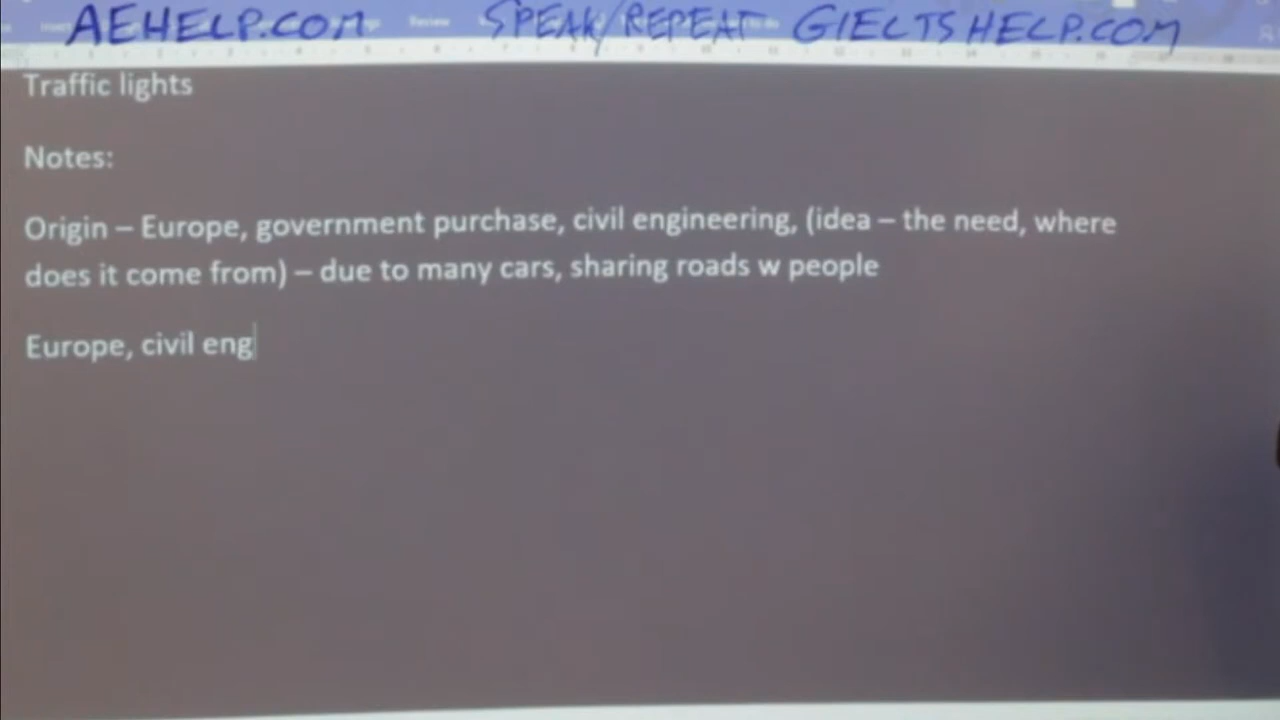 AEHELP.COM SPEAK/REPEAT GIELTSHELP.COM
Review
Traffic lights
Notes:
Origin – Europe, government purchase, civil engineering, (idea – the need, where
does it come from) – due to many cars, sharing roads w people
Europe, civil eng